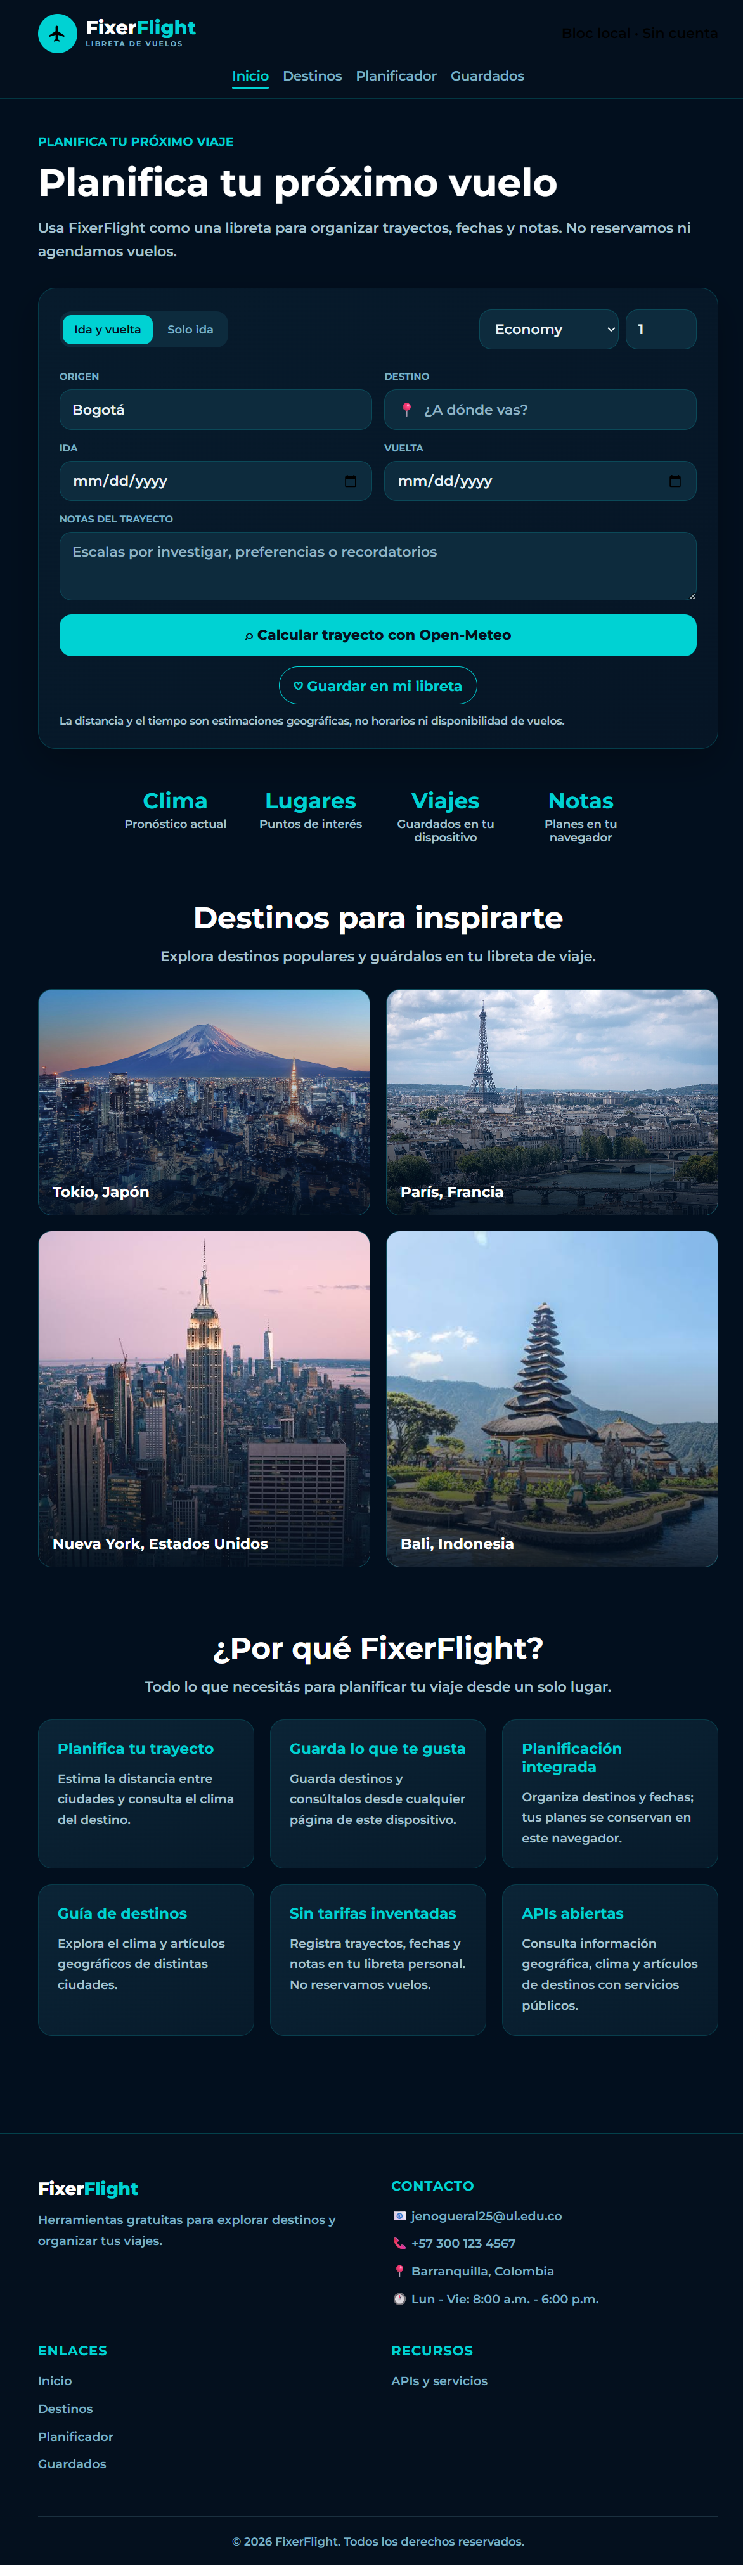 FixerFlight
LIBRETA DE VUELOS
Bloc local · Sin cuenta
Inicio
Destinos
Planificador
Guardados
PLANIFICA TU PRÓXIMO VIAJE
Planifica tu próximo vuelo
Usa FixerFlight como una libreta para organizar trayectos, fechas y notas. No reservamos ni
agendamos vuelos.
Ida y vuelta
Solo ida
Economy
1
ORIGEN
DESTINO
Bogotá
¿A dónde vas?
IDA
VUELTA
mm/dd/yyyy
mm/dd/yyyy
NOTAS DEL TRAYECTO
Escalas por investigar, preferencias o recordatorios
⌕ Calcular trayecto con Open-Meteo
♡ Guardar en mi libreta
La distancia y el tiempo son estimaciones geográficas, no horarios ni disponibilidad de vuelos.
Clima
Pronóstico actual
Lugares
Puntos de interés
Viajes
Guardados en tu
dispositivo
Notas
Planes en tu
navegador
Destinos para inspirarte
Explora destinos populares y guárdalos en tu libreta de viaje.
Tokio, Japón
París, Francia
Nueva York, Estados Unidos
Bali, Indonesia
¿Por qué FixerFlight?
Todo lo que necesitás para planificar tu viaje desde un solo lugar.
Planifica tu trayecto
Estima la distancia entre
ciudades y consulta el clima
del destino.
Guarda lo que te gusta
Guarda destinos y
consúltalos desde cualquier
página de este dispositivo.
Planificación
integrada
Organiza destinos y fechas;
tus planes se conservan en
este navegador.
Guía de destinos
Explora el clima y artículos
geográficos de distintas
ciudades.
Sin tarifas inventadas
Registra trayectos, fechas y
notas en tu libreta personal.
No reservamos vuelos.
APIs abiertas
Consulta información
geográfica, clima y artículos
de destinos con servicios
públicos.
FixerFlight
Herramientas gratuitas para explorar destinos y
organizar tus viajes.
CONTACTO
jenogueral25@ul.edu.co
+57 300 123 4567
Barranquilla, Colombia
Lun - Vie: 8:00 a.m. - 6:00 p.m.
ENLACES
Inicio
Destinos
Planificador
Guardados
RECURSOS
APIs y servicios
© 2026 FixerFlight. Todos los derechos reservados.